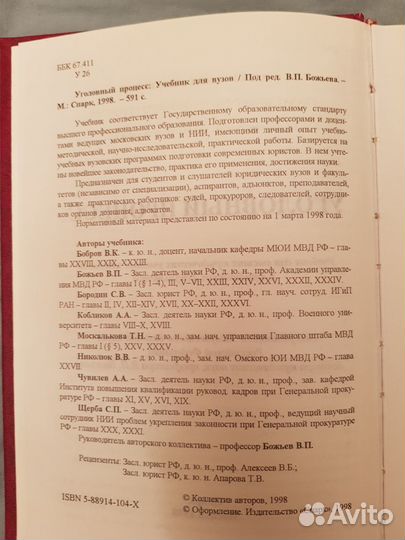 ББК 67.411
У 26
Уголовный процесс: Учебник для вузов / Под ред. В.П. Божьева. –
М.: Спарк, 1998. – 591 с.
Учебник соответствует Государственному образовательному стандарту
высшего профессионального образования. Подготовлен профессорами и доцен-
тами ведущих московских вузов и НИИ, имеющими личный опыт учебно-
методической, научно-исследовательской, практической работы. Базируется на
учебных вузовских программах подготовки современных юристов. В нем учте-
ны новейшее законодательство, практика его применения, достижения науки.
Предназначен для студентов и слушателей юридических вузов и факуль-
тетов (независимо от специализации), аспирантов, адъюнктов, преподавателей,
а также практических работников: судей, прокуроров, следователей, сотрудни-
ков органов дознания, адвокатов.
Нормативный материал представлен по состоянию на 1 марта 1998 года.
Авторы учебника:
Бобров В.К. – к. ю. н., доцент, начальник кафедры МЮИ МВД РФ – гла-
вы XXVIII, XXIX, XXXIII.
Божьев В.П. – Засл. деятель науки РФ, д. ю. н., проф. Академии управле-
ния МВД РФ – главы I (§ 1–4), III, V–VII, XXIII, XXIV, XXVI, XXXII, XXXIV.
Бородин С.В. – Засл. юрист РФ, д. ю. н., проф., гл. науч. сотруд. ИГиП
РАН – главы II, IV, XII–XIV, XVII, XX–XXII, XXXV.
Кобликов А.А. – Засл. деятель науки РФ, д. ю. н., проф. Военного уни-
верситета – главы VIII–X, XVIII.
Москалькова Т.Н. – д. ю. н., зам. нач. управления Главного штаба МВД
РФ – главы I (§ 5), XXV, XXVII.
Николюк В.В. – д. ю. н., проф., зам. нач. Омского ЮИ МВД РФ – глава
XXVII
Чувилев А.А. – Засл. деятель науки РФ, д. ю. н., проф., зав. кафедрой
Института повышения квалификации руковод. кадров при Генеральной проку-
ратуре РФ – главы XI, XV, XVI, XIX.
Щерба С.П. – Засл. деятель науки РФ, д. ю. н., проф., ведущий научный
сотрудник НИИ проблем укрепления законности при Генеральной прокуратуре
РФ – главы XXX, XXXI.
Руководитель авторского коллектива – профессор Божьев В.П.
Рецензенты: Засл. юрист РФ, д. ю. н., проф. Алексеев В.Б.;
Засл. юрист РФ, к. ю. н. Апарова Т.В.
ISBN 5-88914-104-X
© Коллектив авторов, 1998
© Оформление. Издательство 1998
Avito